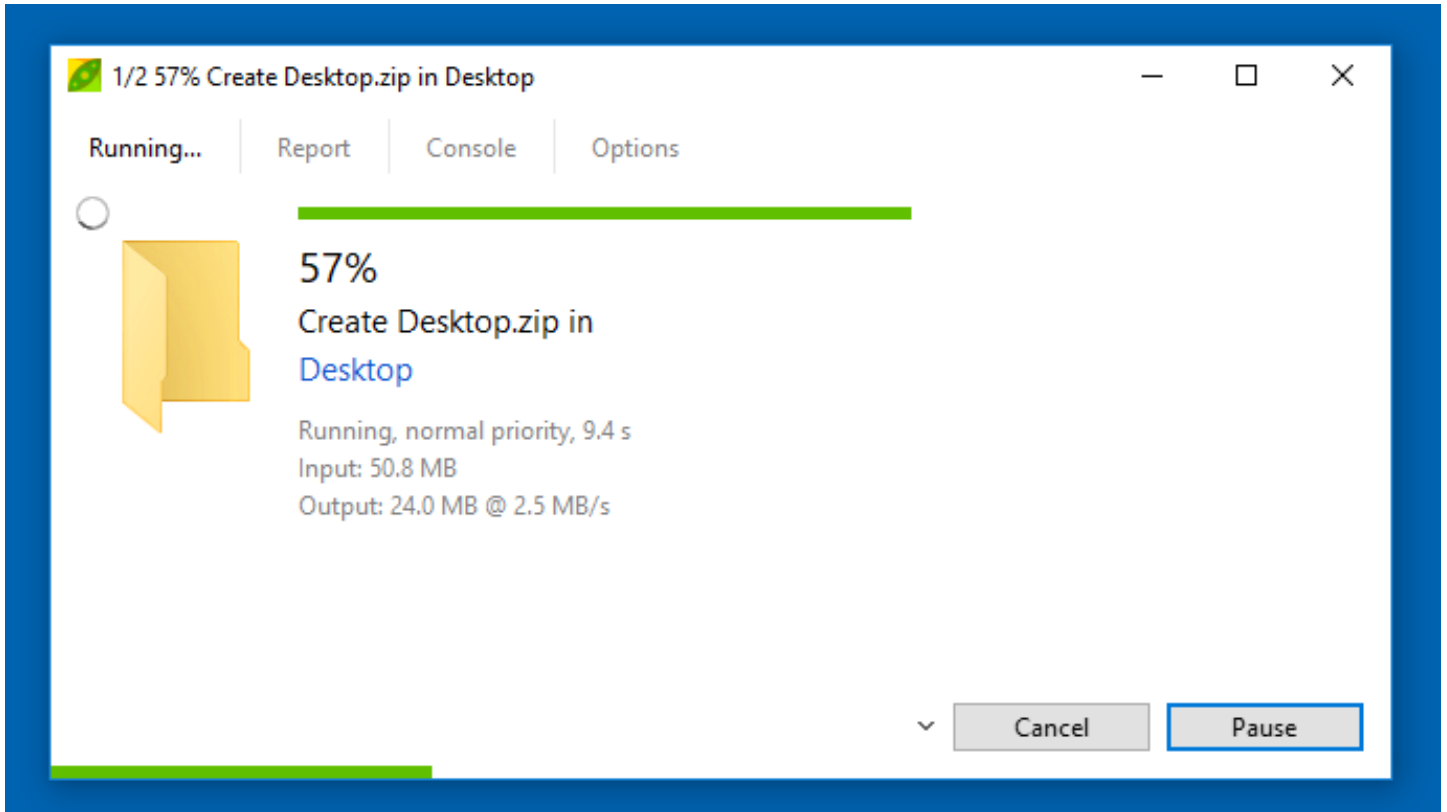 1/2 57% Create Desktop.zip in Desktop
Running... Report Console Options
57%
Create Desktop.zip in
Desktop
Running, normal priority, 9.4 s
Input: 50.8 MB
Output: 24.0 MB @ 2.5 MB/s
Cancel Pause